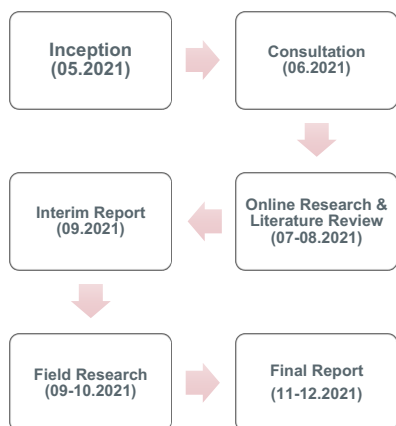 Inception
(05.2021)
Consultation
(06.2021)
Online Research &
Literature Review
(07-08.2021)
Interim Report
(09.2021)
Field Research
(09-10.2021)
Final Report
(11-12.2021)